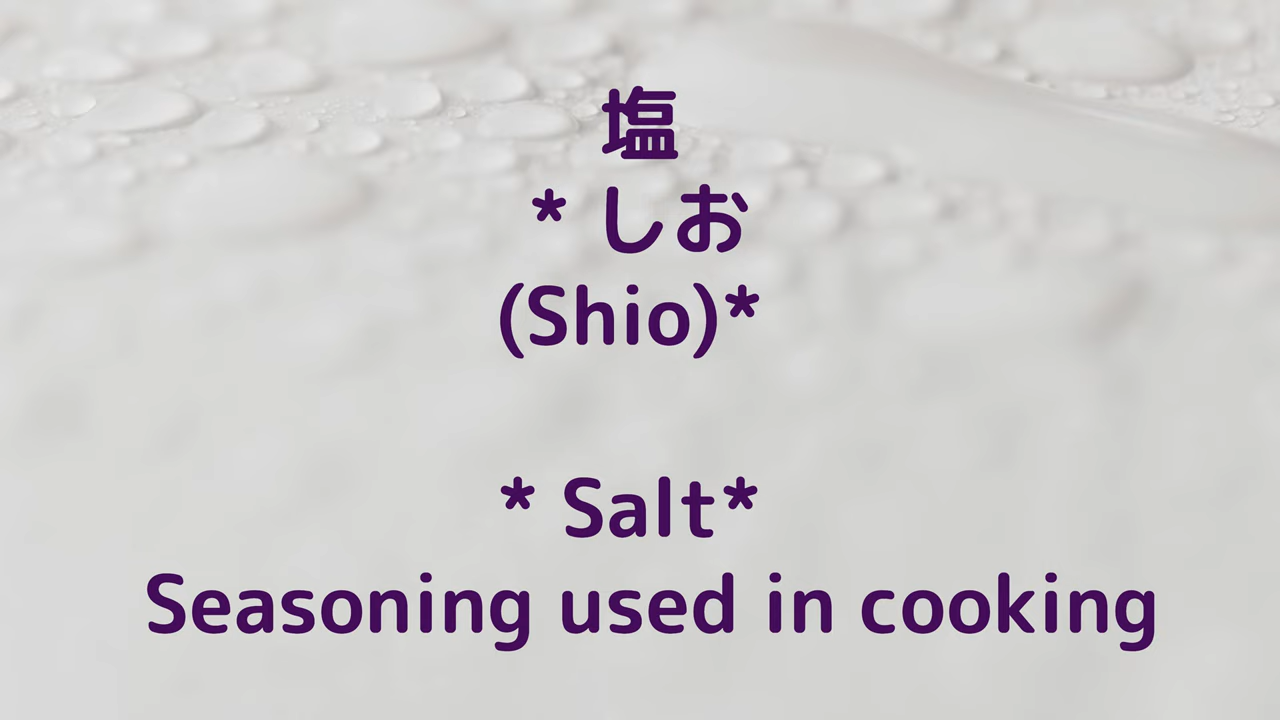 塩
* しお
(Shio)*
* Salt*
Seasoning used in cooking